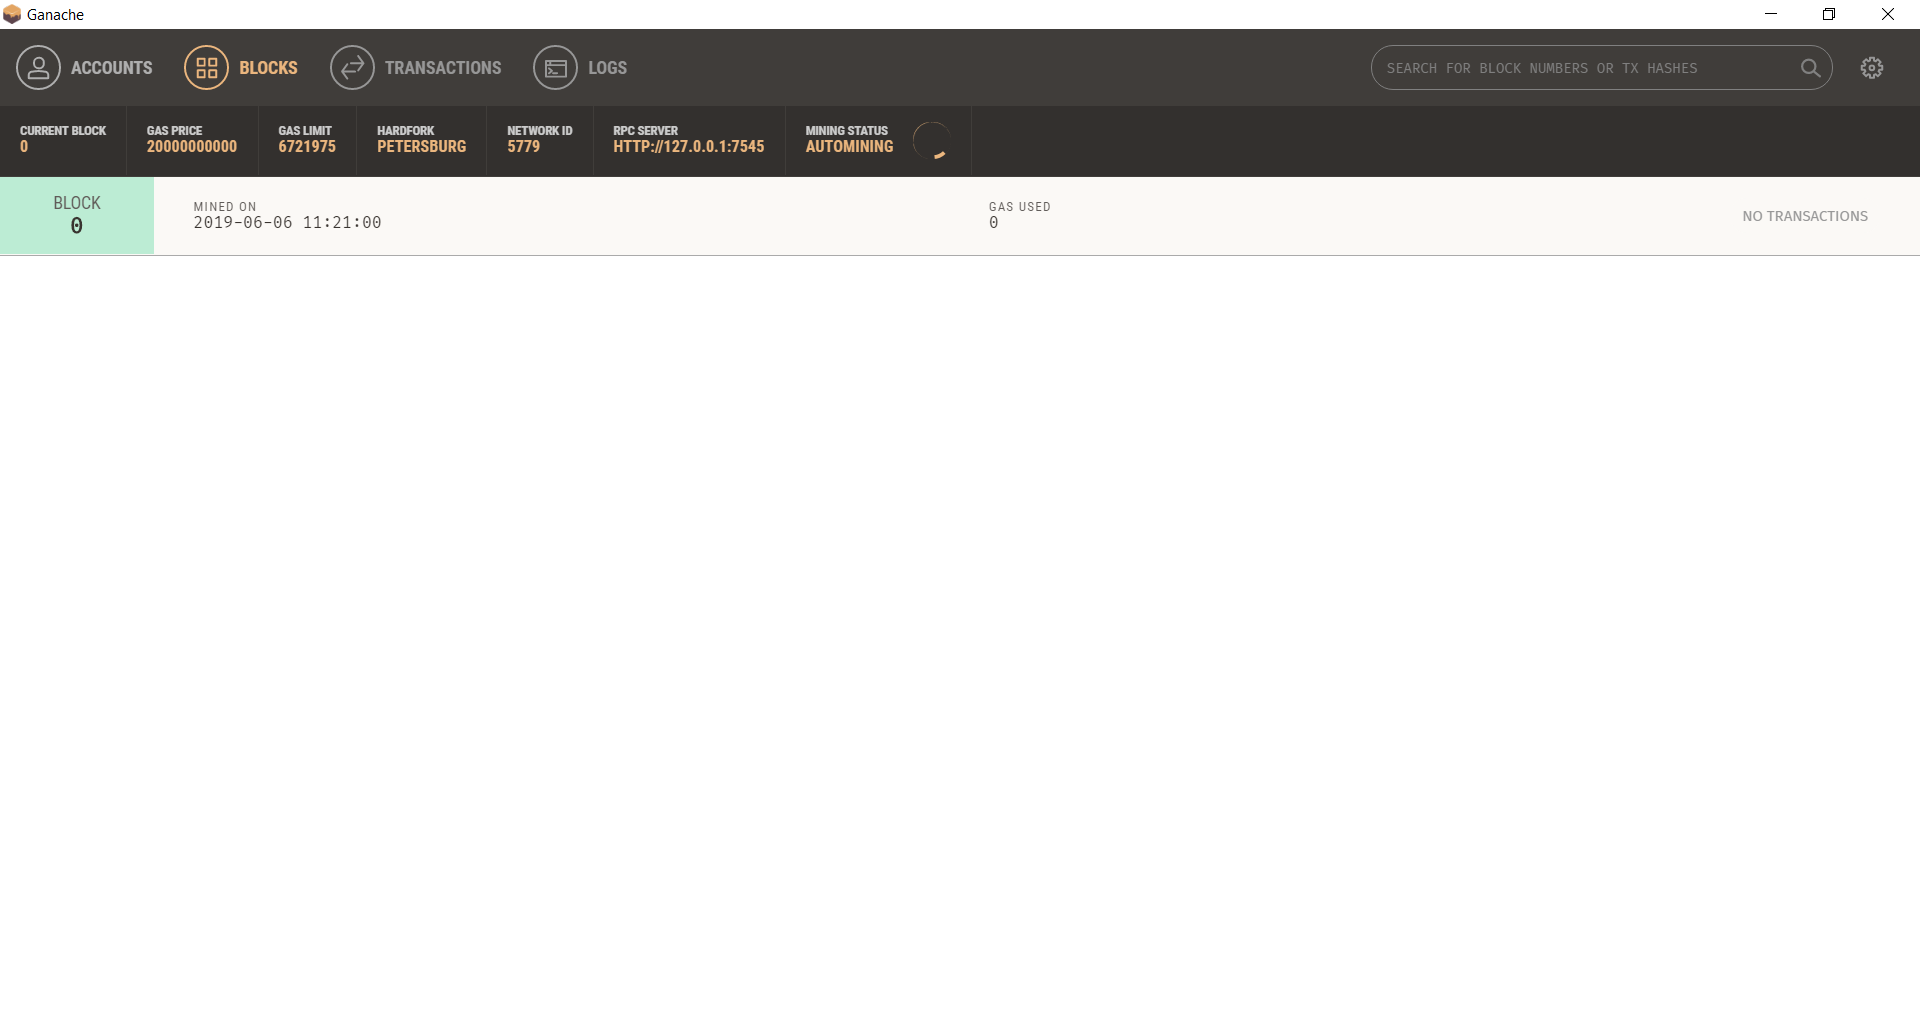 Ganache
ACCOUNTS BLOCKS TRANSACTIONS LOGS SEARCH FOR BLOCK NUMBERS OR TX HASHES
CURRENT BLOCK GAS PRICE GAS LIMIT HARDFORK NETWORK ID RPC SERVER MINING STATUS
0 20000000000 6721975 PETERSBURG 5779 HTTP://127.0.0.1:7545 AUTOMINING
BLOCK MINED ON GAS USED
0 2019-06-06 11:21:00 0 NO TRANSACTIONS